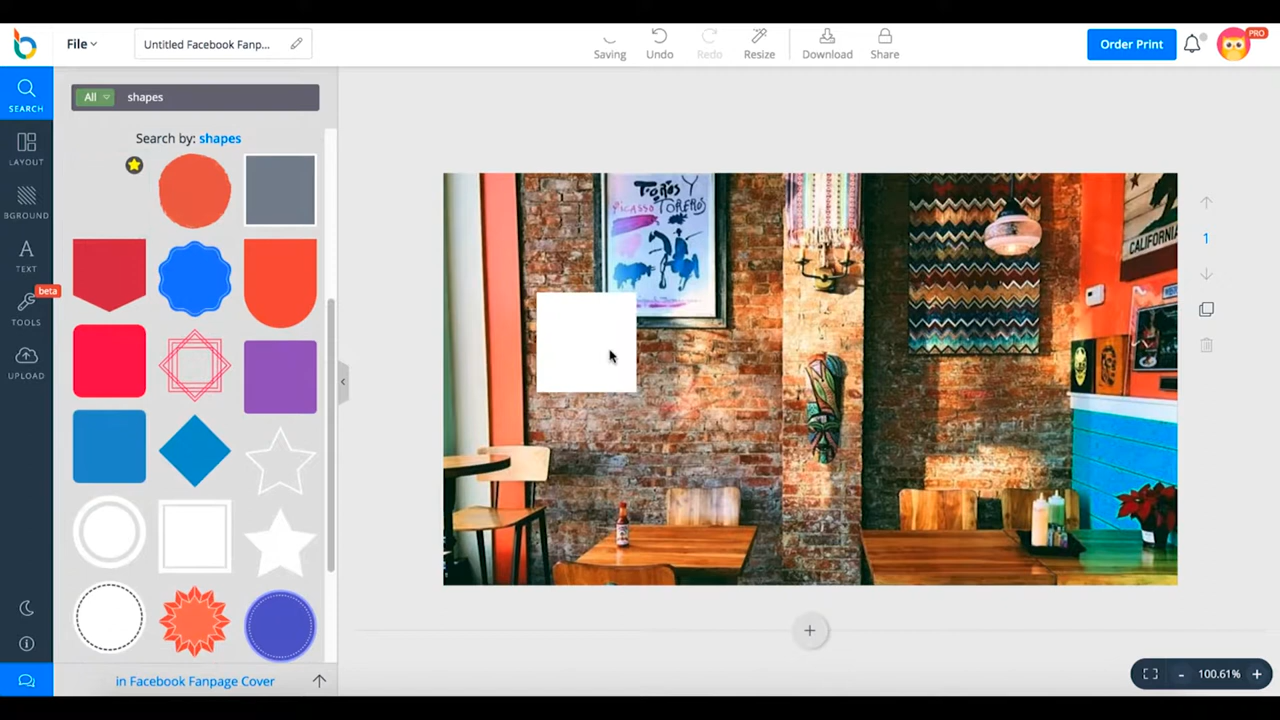 File
Untitled Facebook Fanp...
Saving
Undo
Redo
Resize
Download
Share
Order Print
PRO
SEARCH
LAYOUT
BGROUND
TEXT
beta
TOOLS
UPLOAD
All
shapes
Search by: shapes
TOROS Y
PICASSO TOREROS
CALIFORNIA
1
in Facebook Fanpage Cover
- 100.61% +